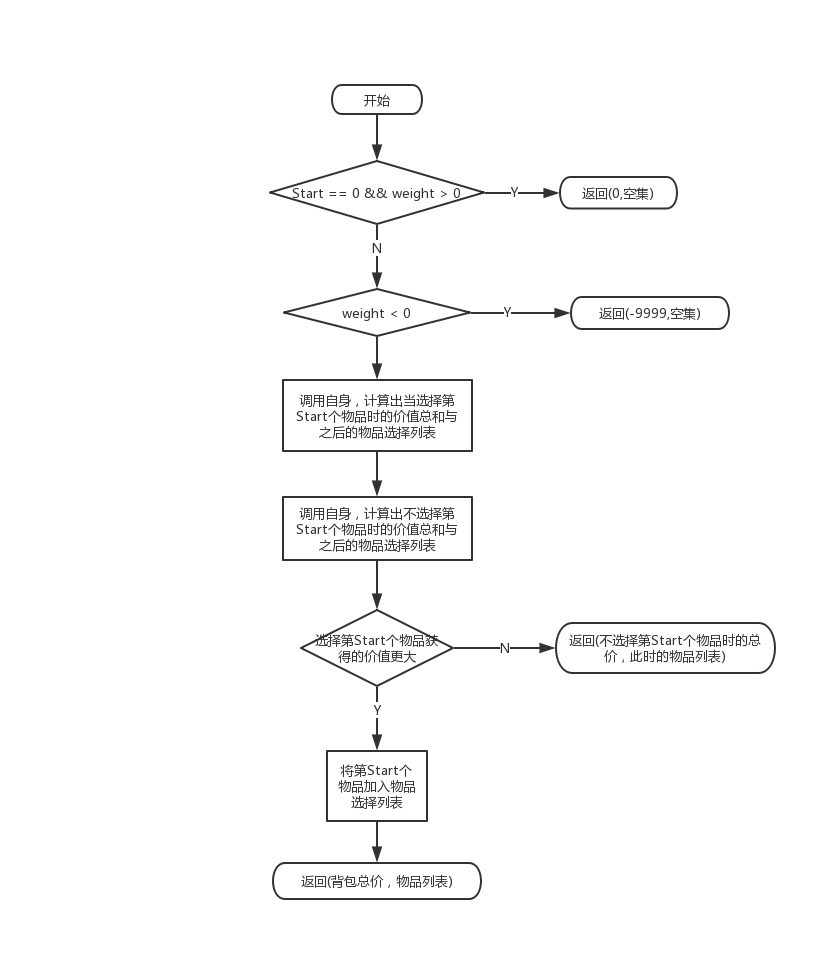 开始
Start == 0 && weight > 0
Y
返回(0,空集)
N
weight < 0
Y
返回(-9999,空集)
调用自身，计算出当选择第
Start个物品时的价值总和与
之后的物品选择列表
调用自身，计算出不选择第
Start个物品时的价值总和与
之后的物品选择列表
选择第Start个物品获
得的价值更大
N
返回(不选择第Start个物品时的总
价，此时的物品列表)
Y
将第Start个
物品加入物品
选择列表
返回(背包总价，物品列表)